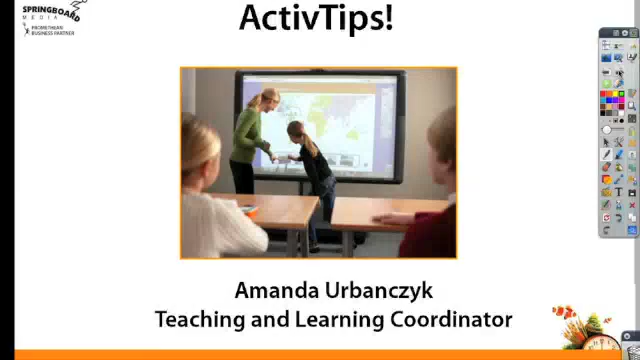 SPRINGBOARD
MEDIA
PROMETHEAN
BUSINESS PARTNER
ActivTips!
Amanda Urbanczyk
Teaching and Learning Coordinator